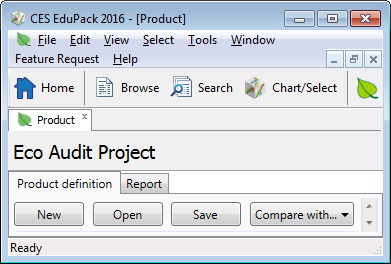 CES EduPack 2016 - [Product]
File Edit View Select Tools Window
Feature Request Help
Home Browse Search Chart/Select
Product x
Eco Audit Project
Product definition Report
New Open Save Compare with...
Ready